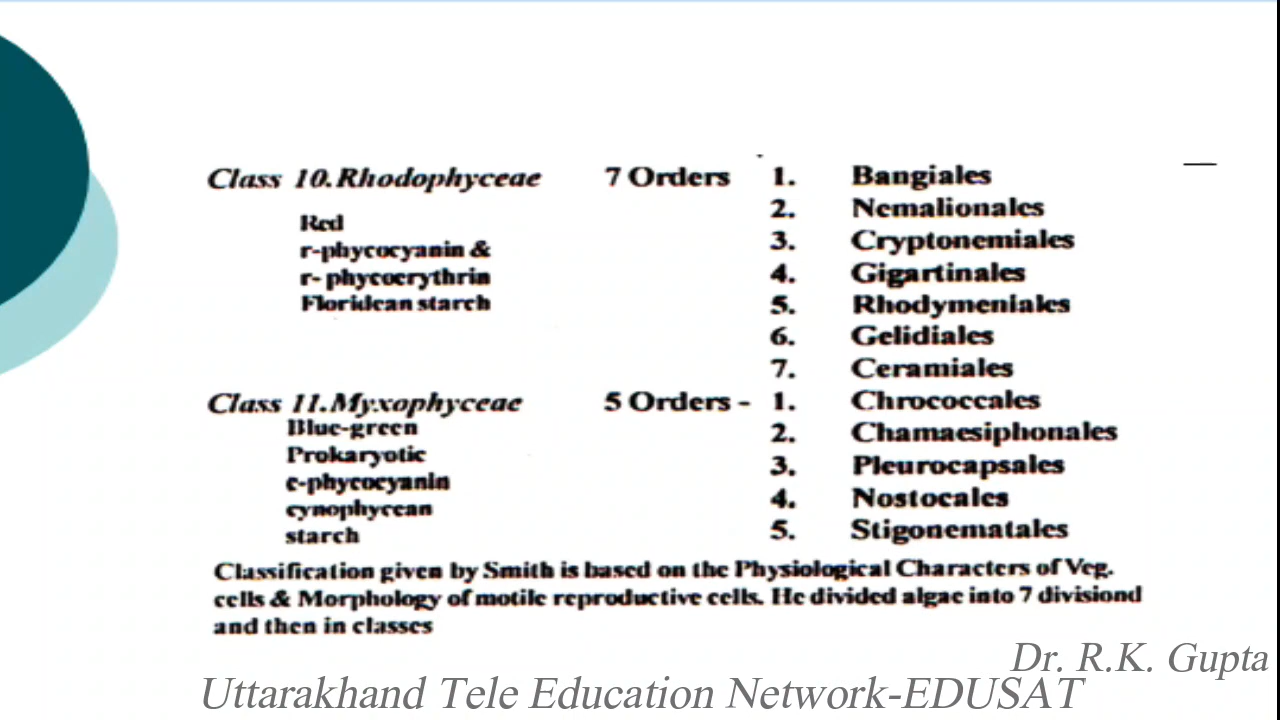 Class 10.Rhodophyceae 7 Orders 1. Bangiales
Red 2. Nemalionales
r-phycocyanin & 3. Cryptonemiales
r- phycoerythrin 4. Gigartinales
Floridean starch 5. Rhodymeniales
6. Gelidiales
7. Ceramiales
Class 11.Myxophyceae 5 Orders - 1. Chrococcales
Blue-green 2. Chamaesiphonales
Prokaryotic 3. Pleurocapsales
c-phycocyanin 4. Nostocales
cynophycean 5. Stigonematales
starch
Classification given by Smith is based on the Physiological Characters of Veg.
cells & Morphology of motile reproductive cells. He divided algae into 7 divisiond
and then in classes
Dr. R.K. Gupta
Uttarakhand Tele Education Network-EDUSAT